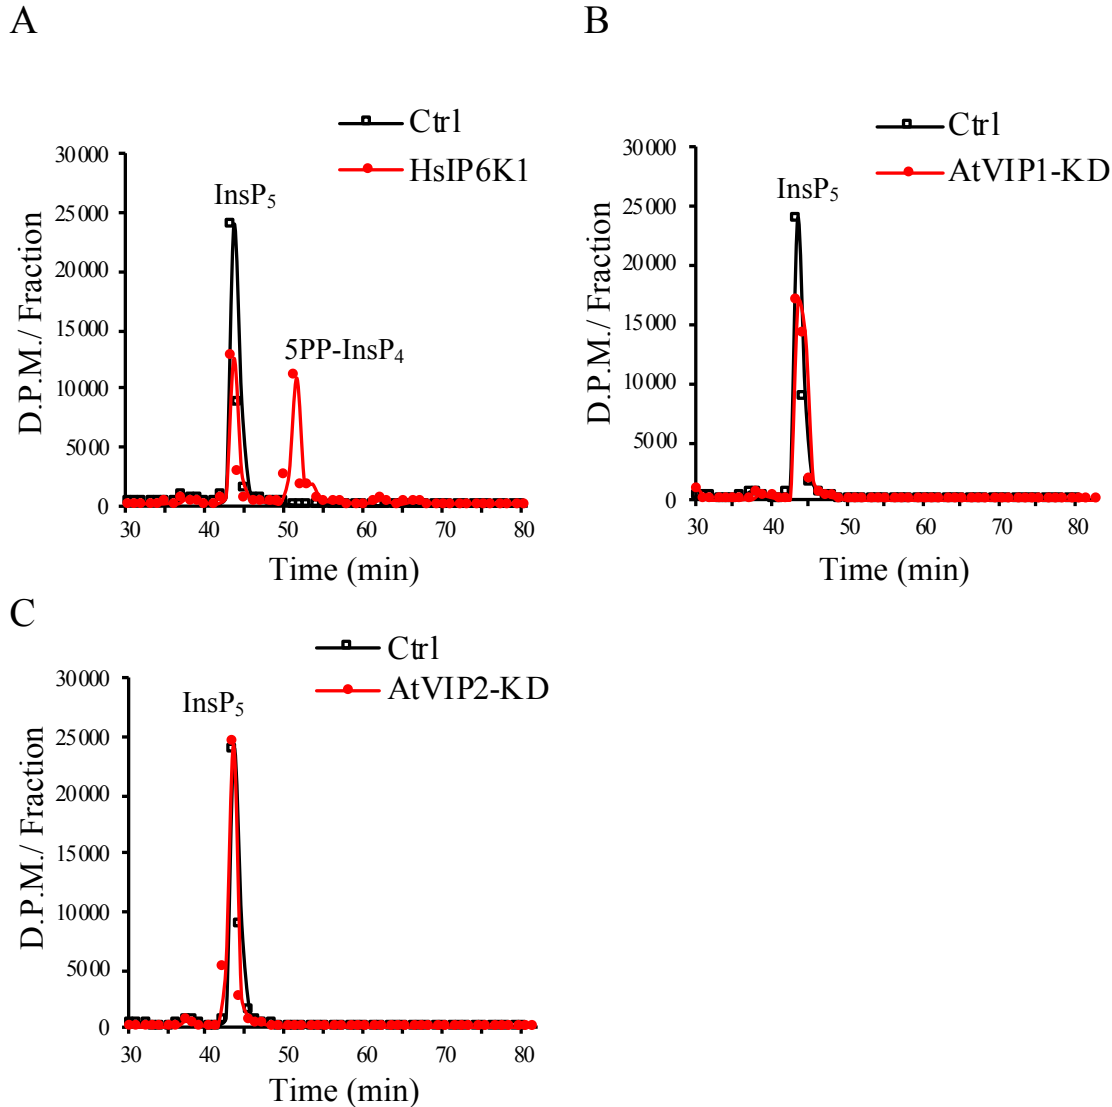 A
B
Ctrl
HsIP6K1
Ctrl
AtVIP1-KD
30000
25000
20000
15000
10000
5000
0
D.P.M./ Fraction
InsP₅
5PP-InsP₄
30 40 50 60 70 80
Time (min)
30000
25000
20000
15000
10000
5000
0
D.P.M./ Fraction
InsP₅
30 40 50 60 70 80
Time (min)
C
Ctrl
AtVIP2-KD
30000
25000
20000
15000
10000
5000
0
D.P.M./ Fraction
InsP₅
30 40 50 60 70 80
Time (min)